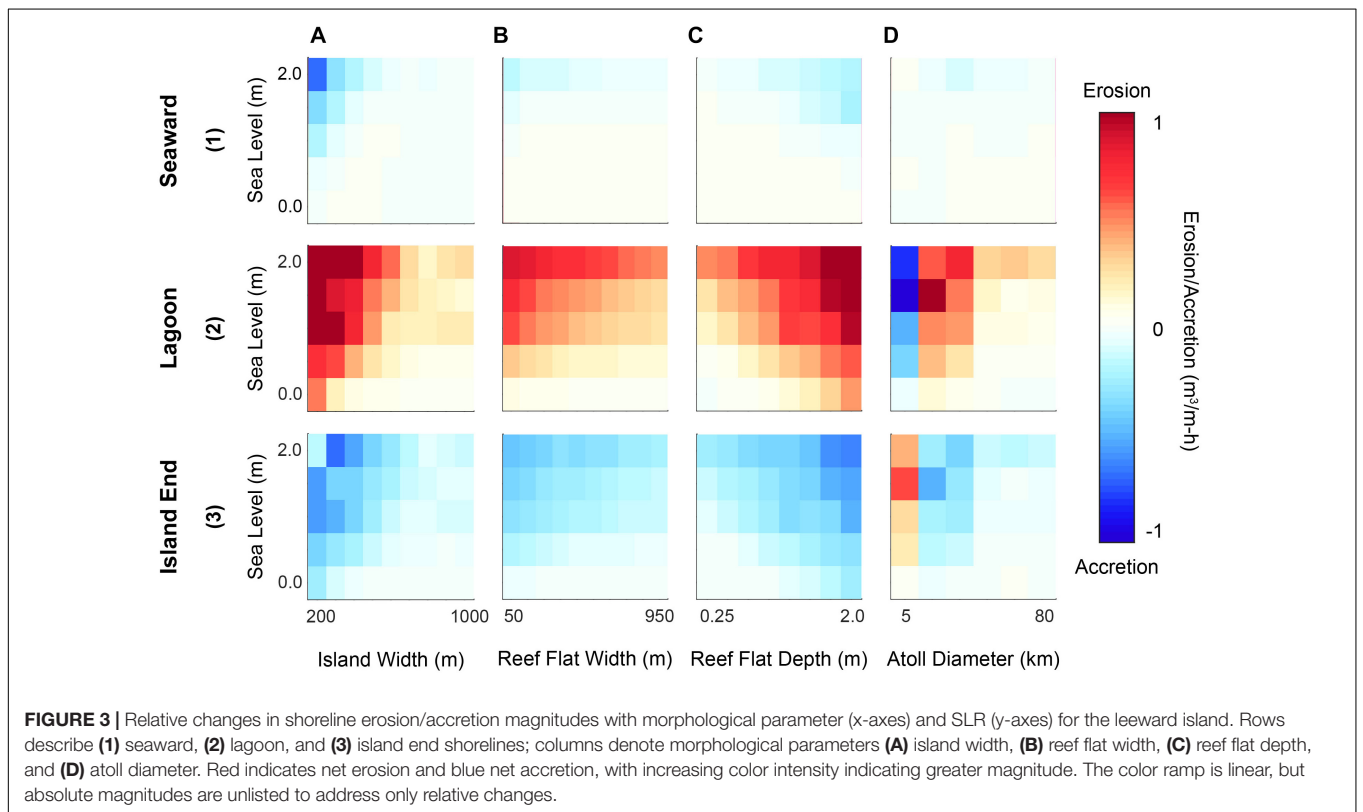 A B C D
Seaward
(1)
Sea Level (m)
2.0
0.0
Lagoon
(2)
Sea Level (m)
2.0
0.0
Island End
(3)
Sea Level (m)
2.0
0.0
200 1000
50 950
0.25 2.0
5 80
Island Width (m)
Reef Flat Width (m)
Reef Flat Depth (m)
Atoll Diameter (km)
Erosion
1
0
-1
Accretion
Erosion/Accretion (m³/m-h)
FIGURE 3 | Relative changes in shoreline erosion/accretion magnitudes with morphological parameter (x-axes) and SLR (y-axes) for the leeward island. Rows
describe (1) seaward, (2) lagoon, and (3) island end shorelines; columns denote morphological parameters (A) island width, (B) reef flat width, (C) reef flat depth,
and (D) atoll diameter. Red indicates net erosion and blue net accretion, with increasing color intensity indicating greater magnitude. The color ramp is linear, but
absolute magnitudes are unlisted to address only relative changes.